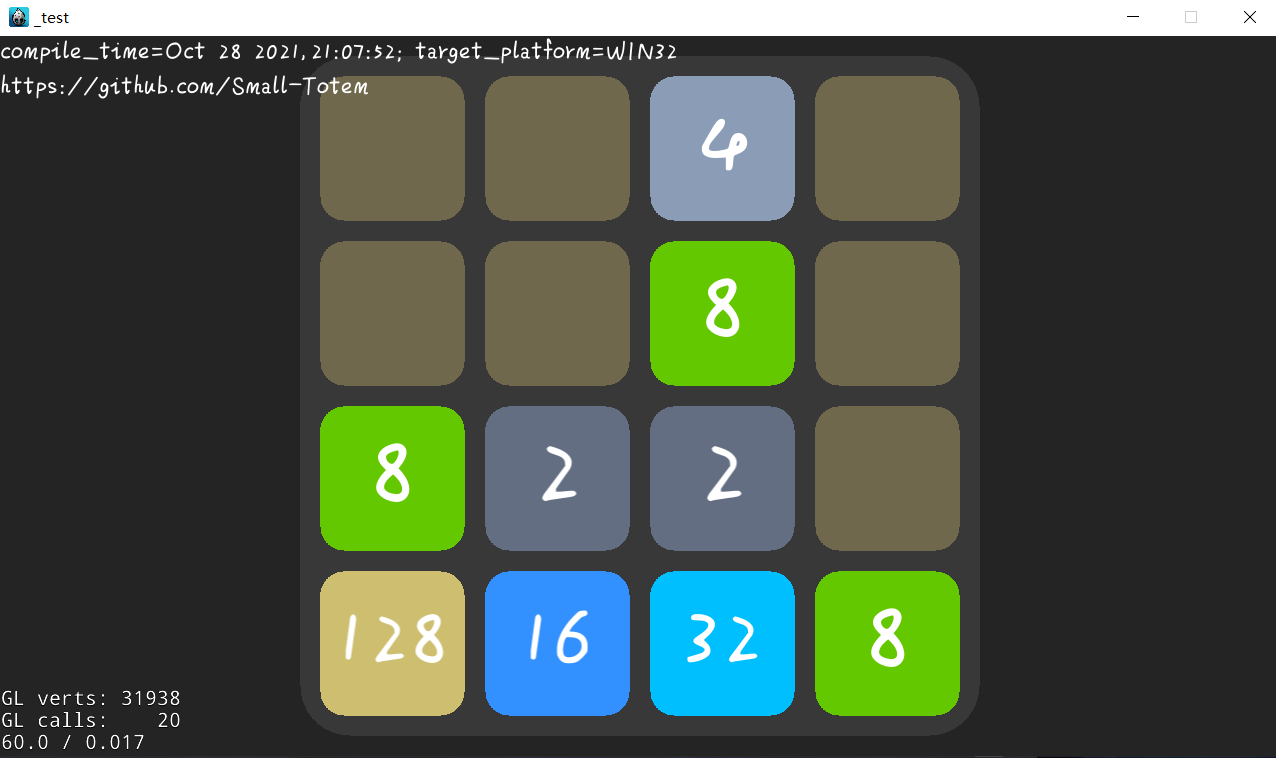 _test
compile_time=Oct 28 2021,21:07:52; target_platform=WIN32
https://github.com/Small-Totem
4
8
8 2 2
128 16 32 8
GL verts: 31938
GL calls: 20
60.0 / 0.017